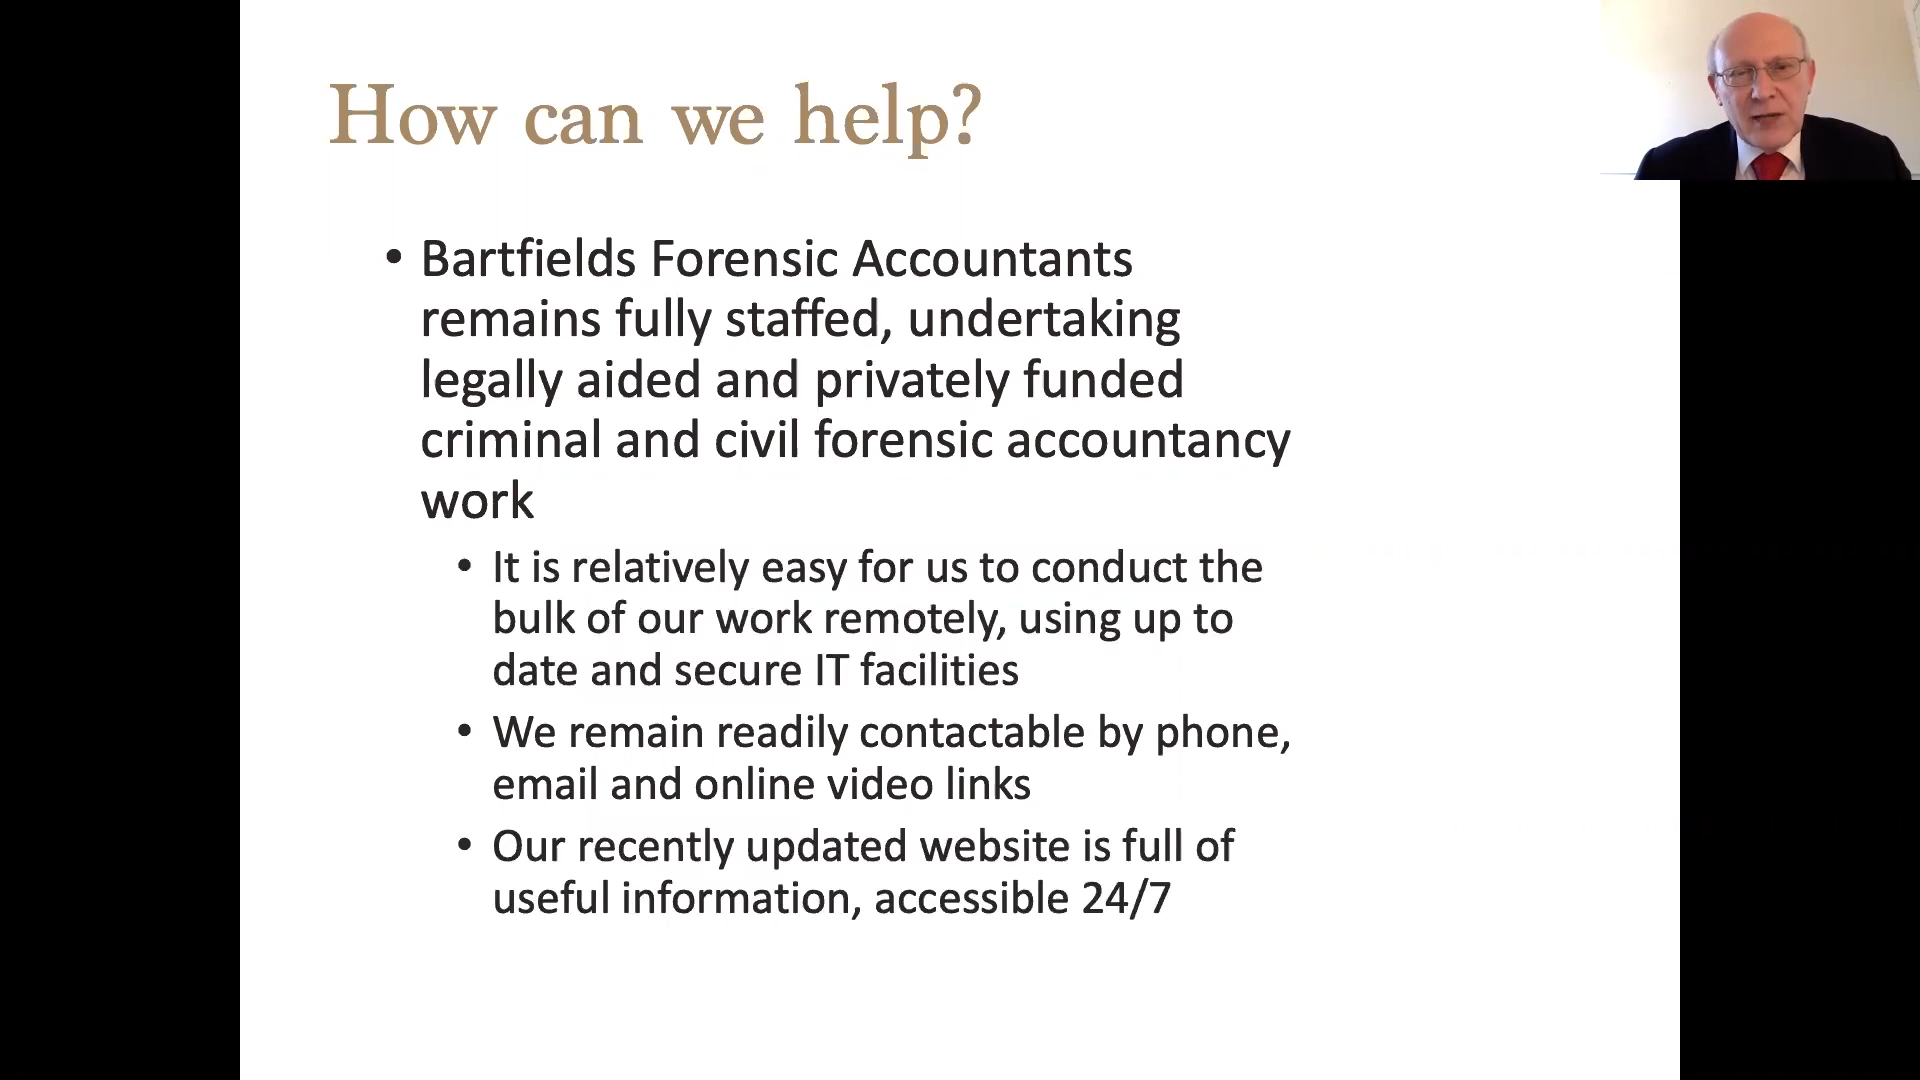 How can we help?
• Bartfields Forensic Accountants
remains fully staffed, undertaking
legally aided and privately funded
criminal and civil forensic accountancy
work
• It is relatively easy for us to conduct the
bulk of our work remotely, using up to
date and secure IT facilities
• We remain readily contactable by phone,
email and online video links
• Our recently updated website is full of
useful information, accessible 24/7